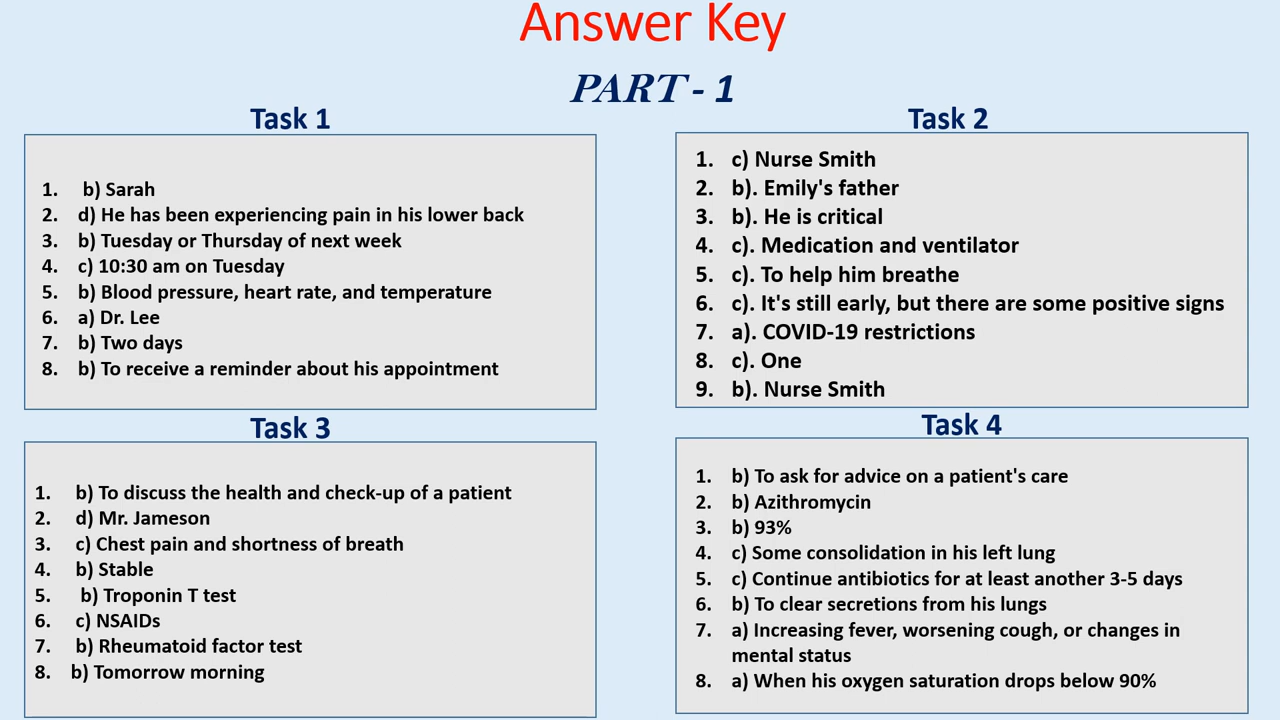 Answer Key
PART - 1
Task 1
1. b) Sarah
2. d) He has been experiencing pain in his lower back
3. b) Tuesday or Thursday of next week
4. c) 10:30 am on Tuesday
5. b) Blood pressure, heart rate, and temperature
6. a) Dr. Lee
7. b) Two days
8. b) To receive a reminder about his appointment
Task 2
1. c) Nurse Smith
2. b). Emily's father
3. b). He is critical
4. c). Medication and ventilator
5. c). To help him breathe
6. c). It's still early, but there are some positive signs
7. a). COVID-19 restrictions
8. c). One
9. b). Nurse Smith
Task 3
1. b) To discuss the health and check-up of a patient
2. d) Mr. Jameson
3. c) Chest pain and shortness of breath
4. b) Stable
5. b) Troponin T test
6. c) NSAIDs
7. b) Rheumatoid factor test
8. b) Tomorrow morning
Task 4
1. b) To ask for advice on a patient's care
2. b) Azithromycin
3. b) 93%
4. c) Some consolidation in his left lung
5. c) Continue antibiotics for at least another 3-5 days
6. b) To clear secretions from his lungs
7. a) Increasing fever, worsening cough, or changes in
mental status
8. a) When his oxygen saturation drops below 90%